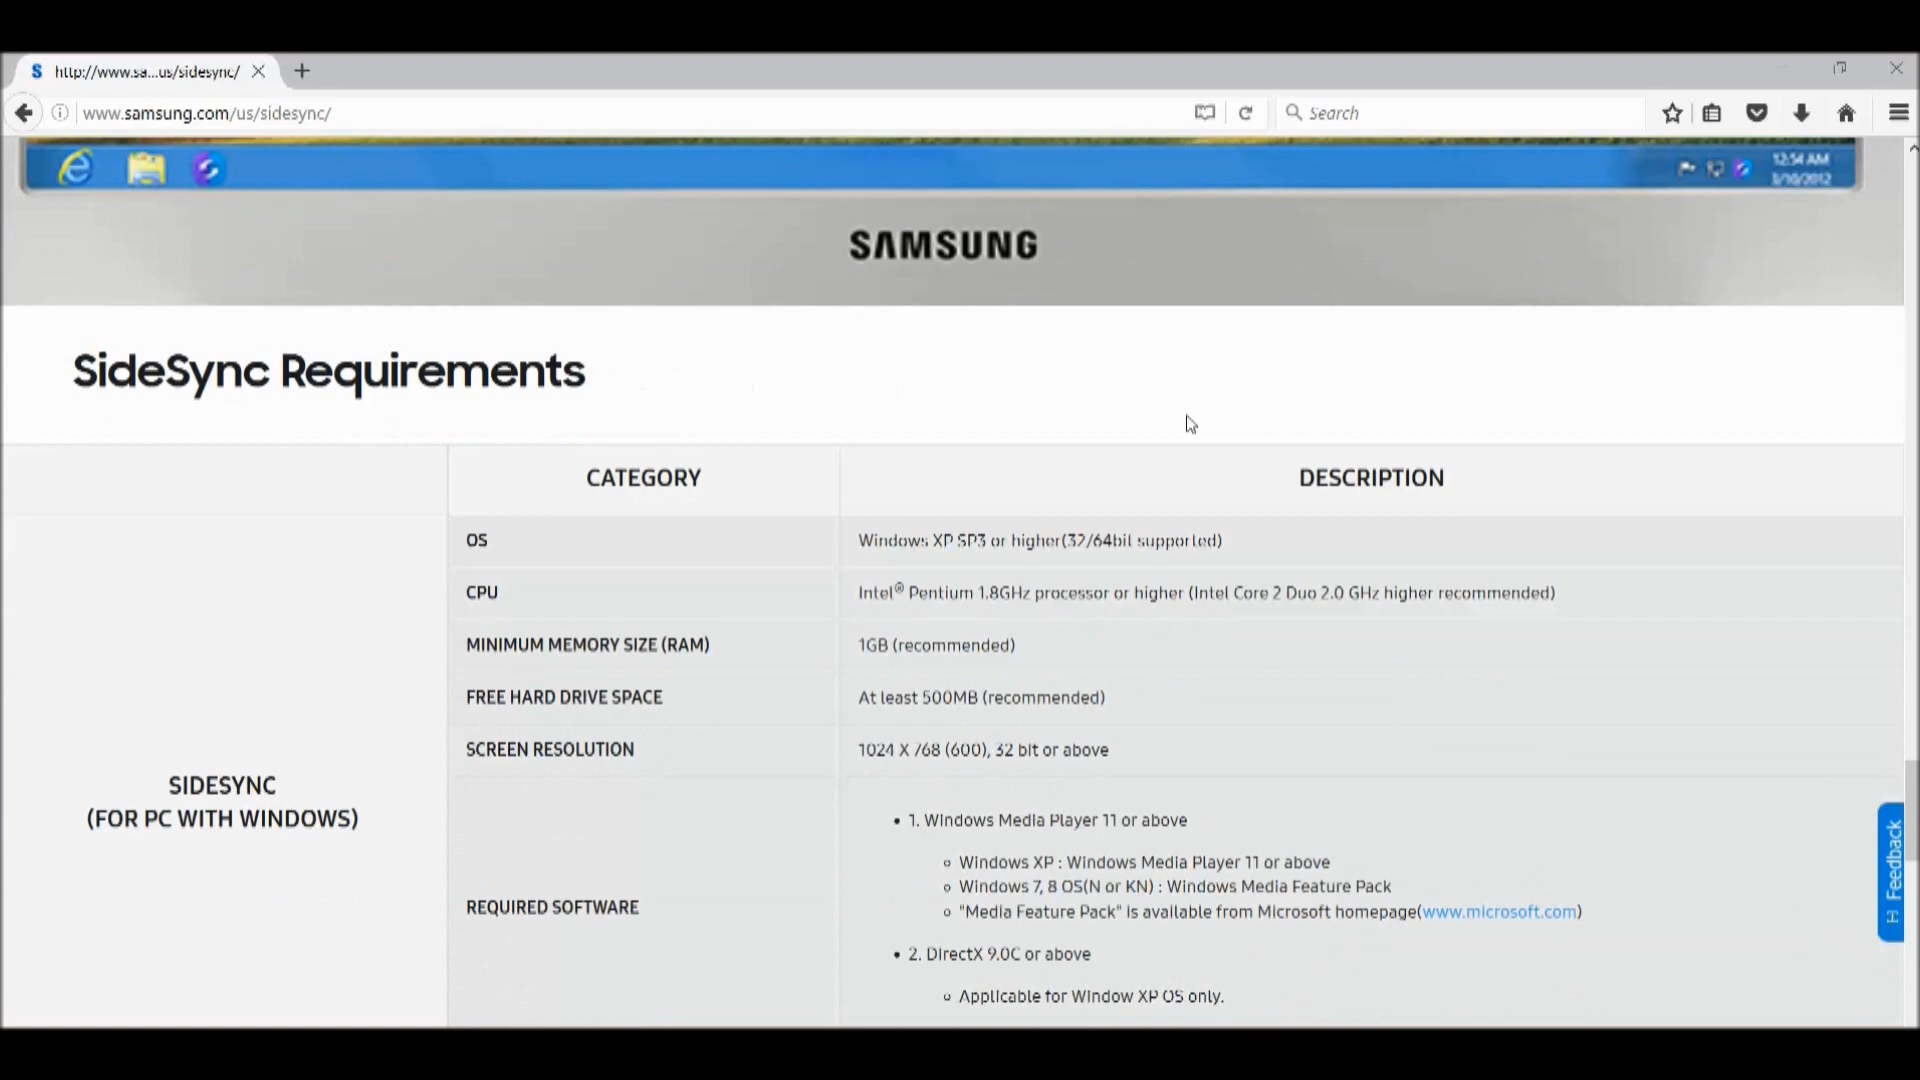 http://www.sa...us/sidesync/
www.samsung.com/us/sidesync/
Search
12:54 AM
SAMSUNG
SideSync Requirements
CATEGORY
DESCRIPTION
OS
Windows XP SP3 or higher(32/64bit supported)
CPU
Intel® Pentium 1.8GHz processor or higher (Intel Core 2 Duo 2.0 GHz higher recommended)
MINIMUM MEMORY SIZE (RAM)
1GB (recommended)
FREE HARD DRIVE SPACE
At least 500MB (recommended)
SCREEN RESOLUTION
1024 X 768 (600), 32 bit or above
SIDESYNC
(FOR PC WITH WINDOWS)
REQUIRED SOFTWARE
• 1. Windows Media Player 11 or above
Windows XP : Windows Media Player 11 or above
Windows 7, 8 OS(N or KN) : Windows Media Feature Pack
"Media Feature Pack" is available from Microsoft homepage(www.microsoft.com)
• 2. DirectX 9.0C or above
Applicable for Window XP OS only.
Feedback